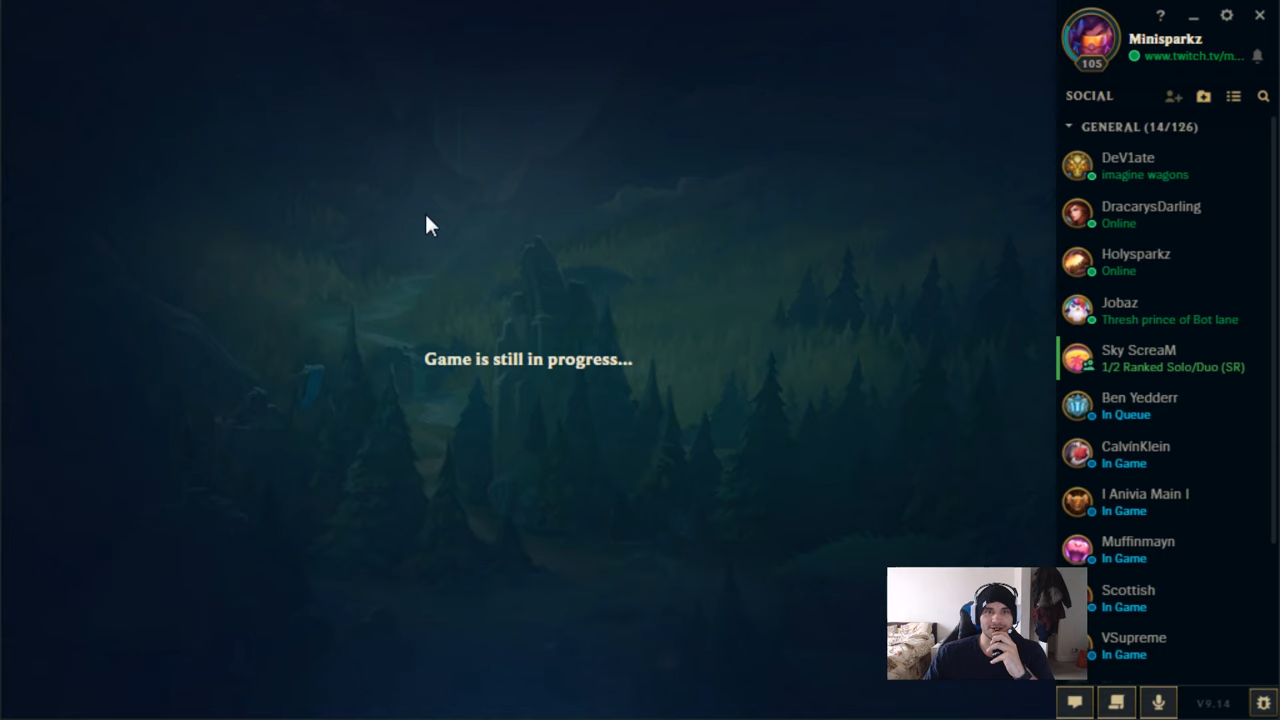 ?
Minisparkz
www.twitch.tv/m...
105
SOCIAL
GENERAL (14/126)
DeV1ate
imagine wagons
DracarysDarling
Online
Holysparkz
Online
Jobaz
Thresh prince of Bot lane
Sky ScreaM
1/2 Ranked Solo/Duo (SR)
Game is still in progress...
Ben Yedderr
In Queue
CalvínKlein
In Game
I Anivia Main I
In Game
Muffinmayn
In Game
Scottish
In Game
VSupreme
In Game
V9.14